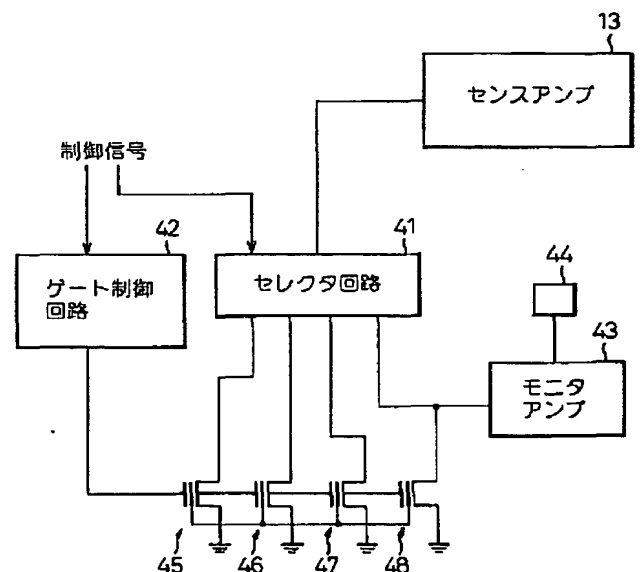 13
センスアンプ
制御信号
42
41
ゲート制御
回路
セレクタ回路
44
43
モニタ
アンプ
45
46
47
48